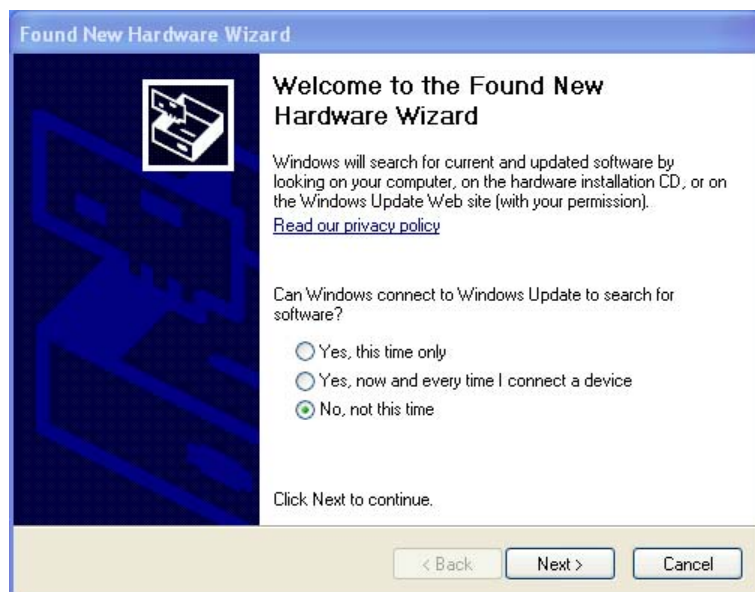 Found New Hardware Wizard
Welcome to the Found New
Hardware Wizard
Windows will search for current and updated software by
looking on your computer, on the hardware installation CD, or on
the Windows Update Web site (with your permission).
Read our privacy policy
Can Windows connect to Windows Update to search for
software?
Yes, this time only
Yes, now and every time I connect a device
No, not this time
Click Next to continue.
< Back Next > Cancel